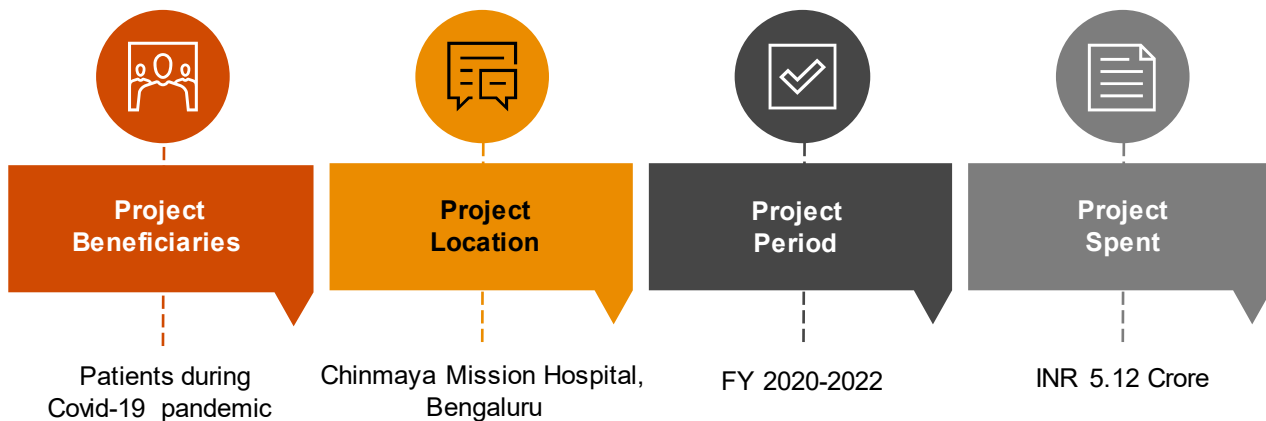 Project
Beneficiaries
Patients during
Covid-19 pandemic
Project
Location
Chinmaya Mission Hospital,
Bengaluru
Project
Period
FY 2020-2022
Project
Spent
INR 5.12 Crore